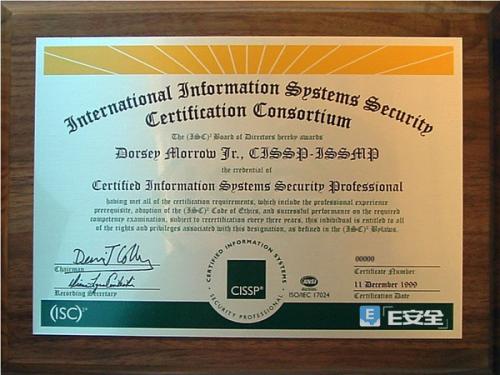 International Information Systems Security
Certification Consortium
The (ISC)² Board of Directors hereby awards
Dorsey Morrow Jr., CISSP-ISSMP
the credential of
Certified Information Systems Security Professional
having met all of the certification requirements, which include the professional experience
prerequisite, adoption of the (ISC)² Code of Ethics, and successful performance on the required
competency examination, subject to recertification every three years, this individual is entitled to all
of the rights and privileges associated with this designation, as defined in the (ISC)² Bylaws.
Chairman
Recording Secretary
CERTIFIED INFORMATION SYSTEMS
CISSP®
SECURITY PROFESSIONAL
ANSI
ISO/IEC 17024
00000
Certificate Number
11 December 1999
Certification Date
(ISC)²
E E安全